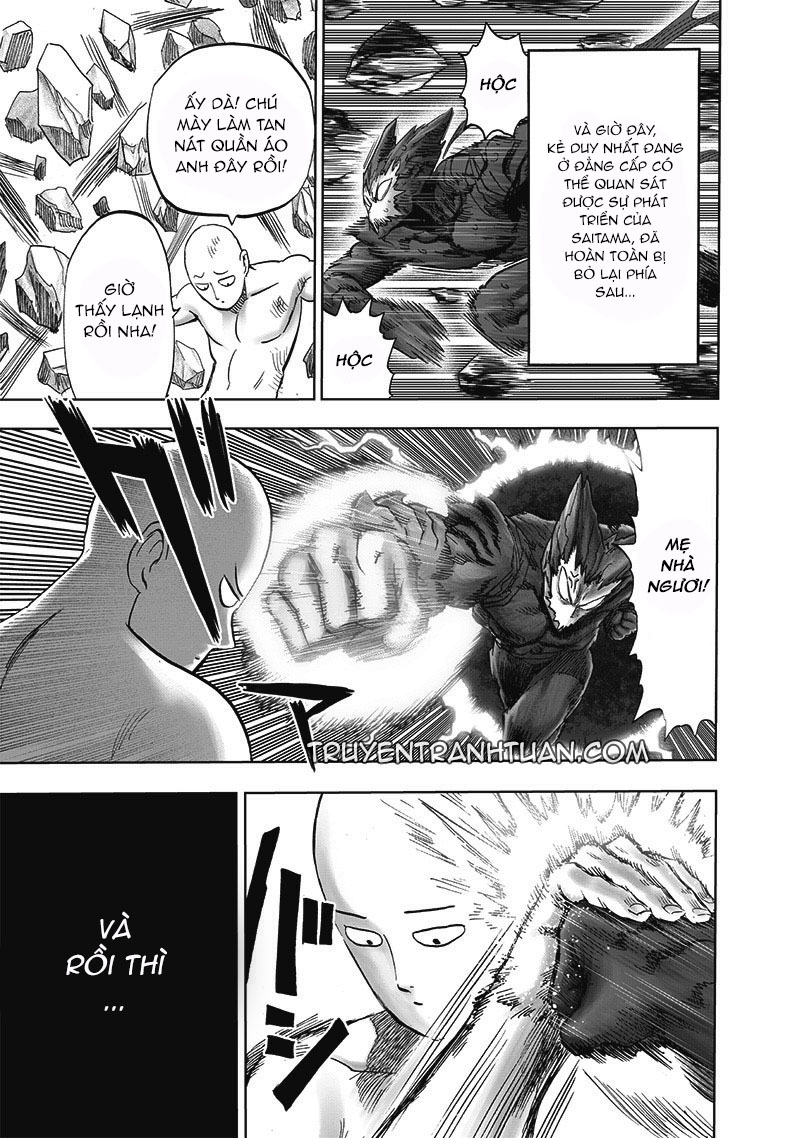 HỘC
VÀ GIỜ ĐÂY,
KẺ DUY NHẤT ĐANG
Ở ĐẲNG CẤP CÓ
THỂ QUAN SÁT
ĐƯỢC SỰ PHÁT
TRIỂN CỦA
SAITAMA, ĐÃ
HOÀN TOÀN BỊ
BỎ LẠI PHÍA
SAU...
HỘC
ẤY DÀ! CHÚ
MÀY LÀM TAN
NÁT QUẦN ÁO
ANH ĐÂY RỒI!
GIỜ
THẤY LẠNH
RỒI NHA!
MẸ NHÀ
NGƯƠI!
TRUYENTRANHTUAN.COM
VÀ
RỒI THÌ
...